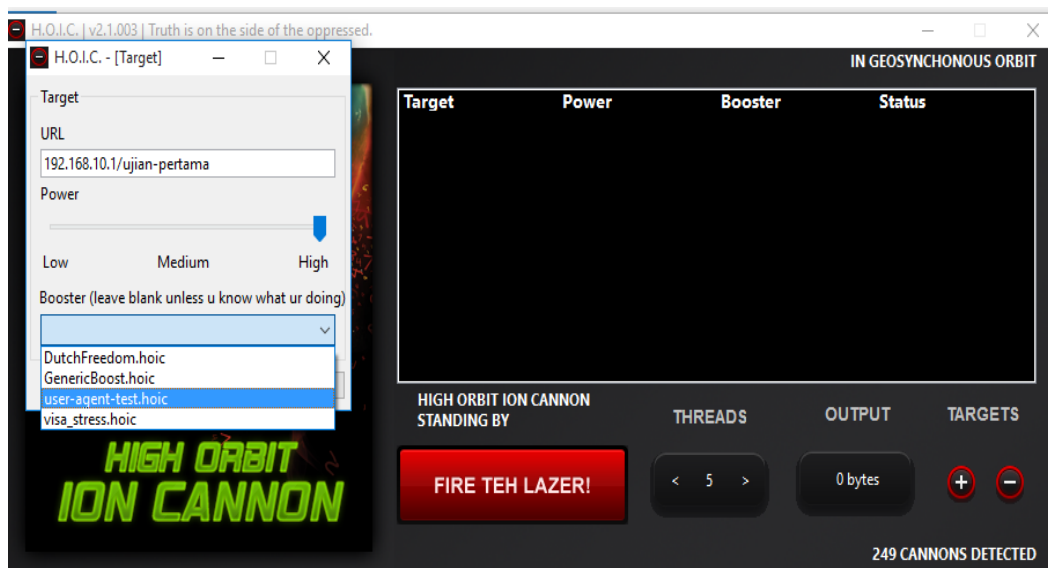 H.O.I.C. | v2.1.003 | Truth is on the side of the oppressed.
H.O.I.C. - [Target]
Target
URL
192.168.10.1/ujian-pertama
Power
Low Medium High
Booster (leave blank unless u know what ur doing)
DutchFreedom.hoic
GenericBoost.hoic
user-agent-test.hoic
visa_stress.hoic
HIGH ORBIT
ION CANNON
IN GEOSYNCHONOUS ORBIT
Target Power Booster Status
HIGH ORBIT ION CANNON
STANDING BY
THREADS OUTPUT TARGETS
FIRE TEH LAZER!
< 5 >
0 bytes
+ −
249 CANNONS DETECTED